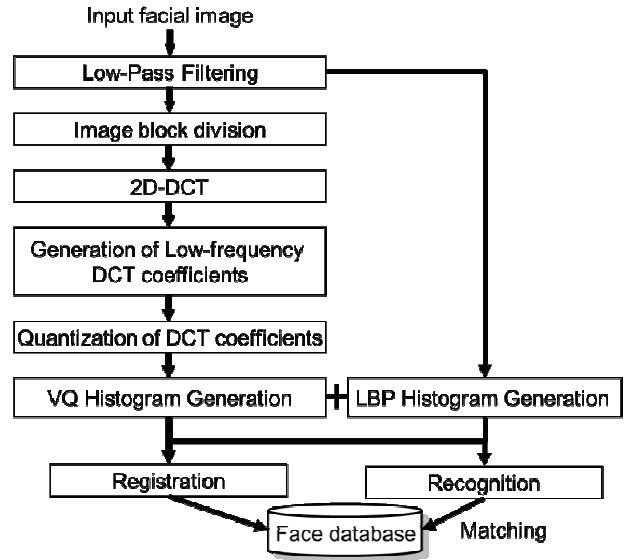 Input facial image
Low-Pass Filtering
Image block division
2D-DCT
Generation of Low-frequency
DCT coefficients
Quantization of DCT coefficients
VQ Histogram Generation
+
LBP Histogram Generation
Registration
Recognition
Face database
Matching